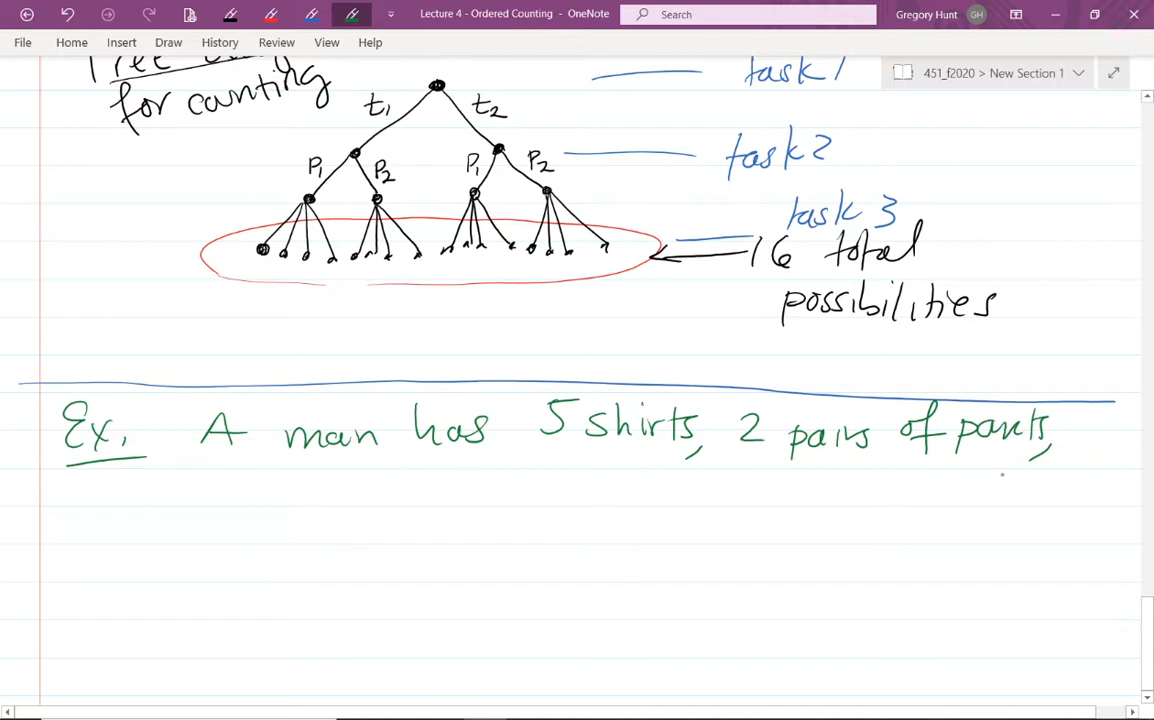 Lecture 4 - Ordered Counting - OneNote
Search
Gregory Hunt
GH
File Home Insert Draw History Review View Help
451_f2020 > New Section 1
Tree
for counting
t1 t2
task 1
P1 P2 P1 P2
task 2
task 3
16 total
possibilities
Ex. A man has 5 shirts, 2 pairs of pants,